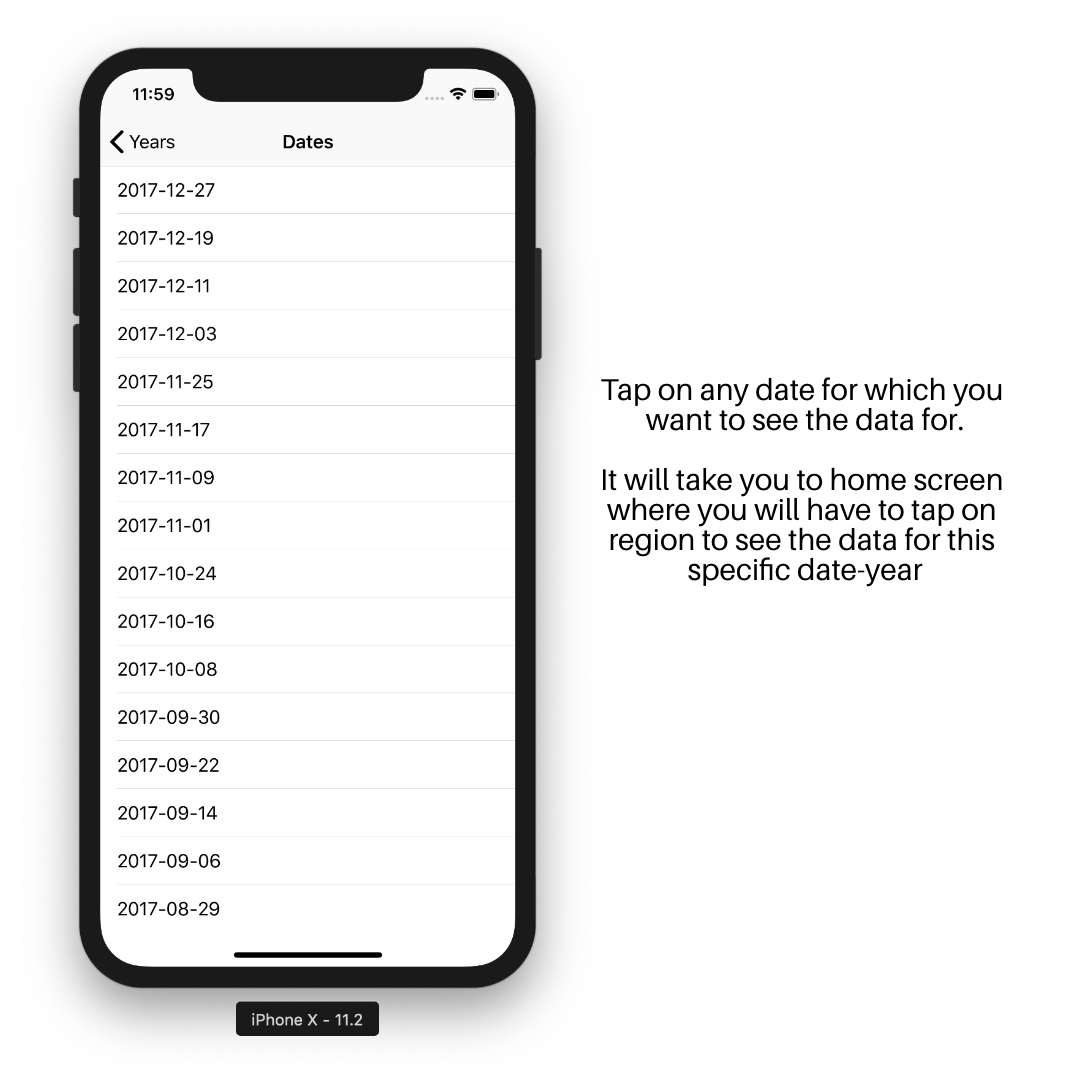 11:59
Years
Dates
2017-12-27
2017-12-19
2017-12-11
2017-12-03
2017-11-25
2017-11-17
2017-11-09
2017-11-01
2017-10-24
2017-10-16
2017-10-08
2017-09-30
2017-09-22
2017-09-14
2017-09-06
2017-08-29
iPhone X - 11.2
Tap on any date for which you
want to see the data for.
It will take you to home screen
where you will have to tap on
region to see the data for this
specific date-year